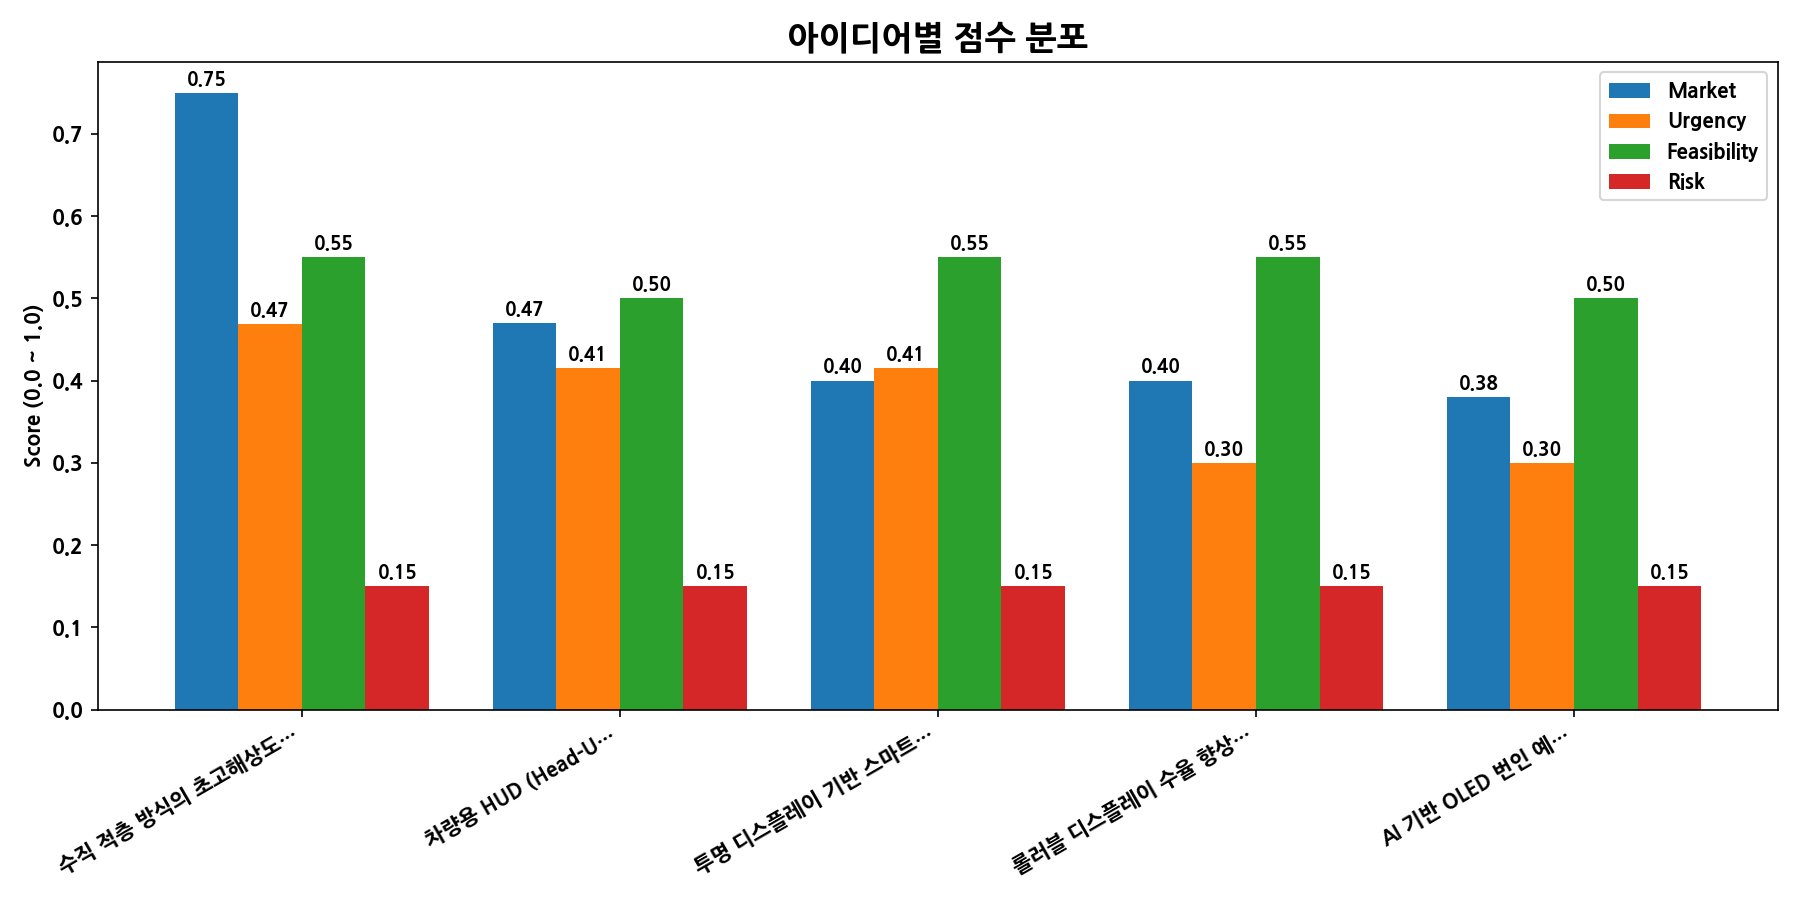 아이디어별 점수 분포
Market
Urgency
Feasibility
Risk
Score (0.0 ~ 1.0)
0.7
0.6
0.5
0.4
0.3
0.2
0.1
0.0
0.75
0.47
0.55
0.15
0.47
0.41
0.50
0.15
0.40
0.41
0.55
0.15
0.40
0.30
0.55
0.15
0.38
0.30
0.50
0.15
수직 적층 방식의 초고해상도…
차량용 HUD (Head-U…
투명 디스플레이 기반 스마트…
롤러블 디스플레이 수율 향상…
AI 기반 OLED 번인 예…